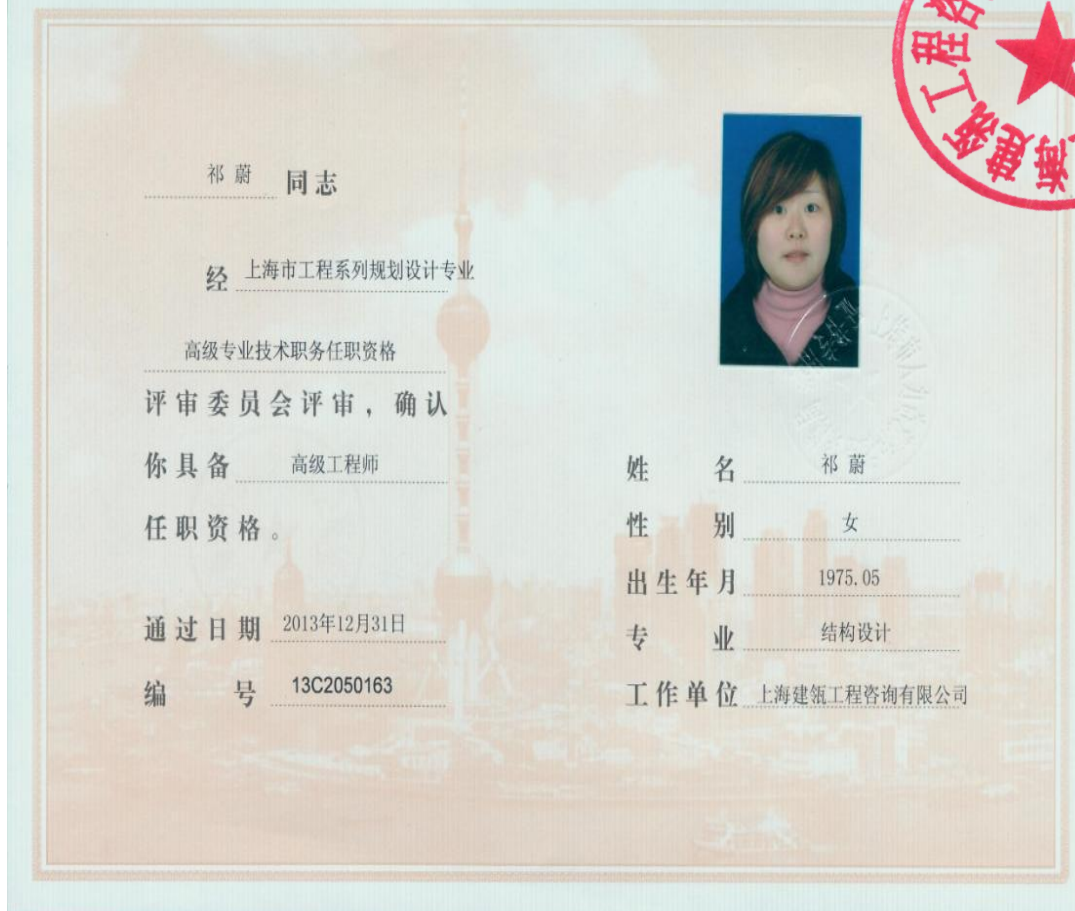 祁蔚 同志
经 上海市工程系列规划设计专业
高级专业技术职务任职资格
评审委员会评审，确认
你具备 高级工程师
任职资格。
通过日期 2013年12月31日
编号 13C2050163
姓名 祁蔚
性别 女
出生年月 1975.05
专业 结构设计
工作单位 上海建瓴工程咨询有限公司